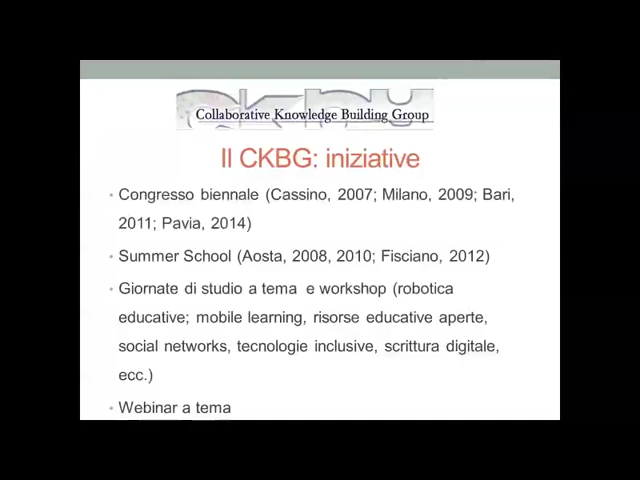 Collaborative Knowledge Building Group
Il CKBG: iniziative
• Congresso biennale (Cassino, 2007; Milano, 2009; Bari,
2011; Pavia, 2014)
• Summer School (Aosta, 2008, 2010; Fisciano, 2012)
• Giornate di studio a tema e workshop (robotica
educative; mobile learning, risorse educative aperte,
social networks, tecnologie inclusive, scrittura digitale,
ecc.)
• Webinar a tema